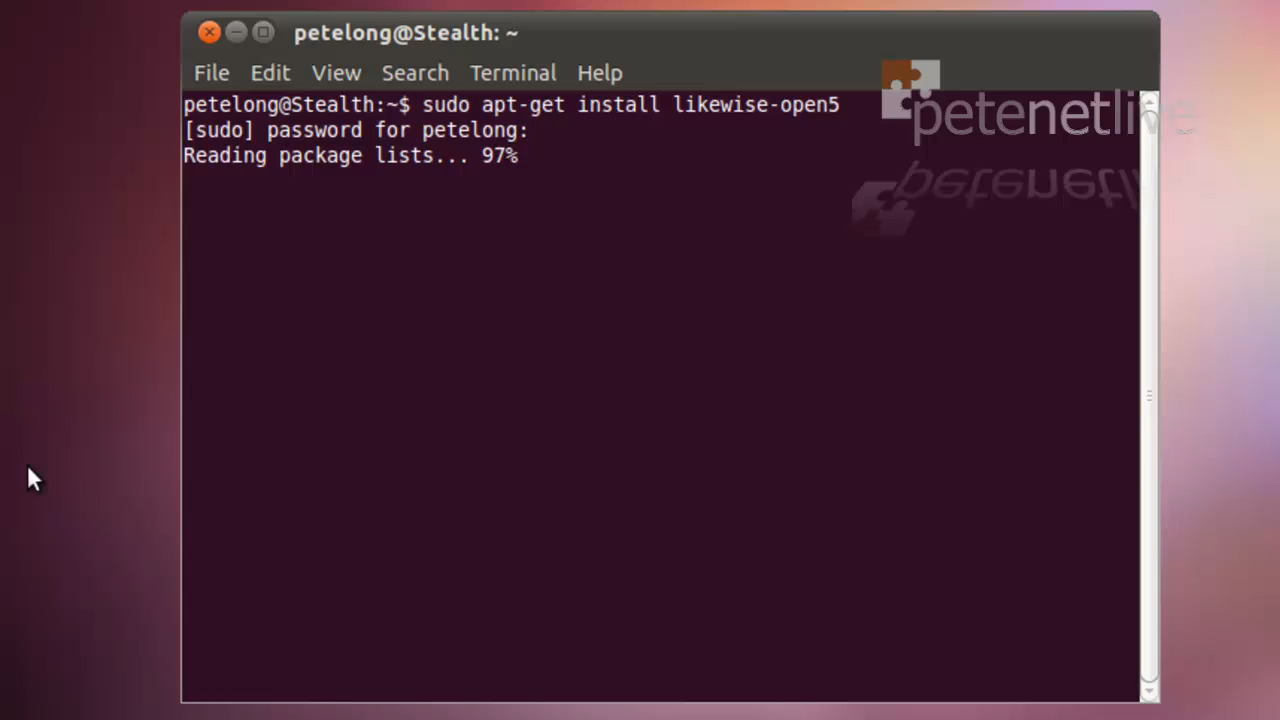 petelong@Stealth: ~
File Edit View Search Terminal Help
petelong@Stealth:~$ sudo apt-get install likewise-open5
[sudo] password for petelong:
Reading package lists... 97%
petenetlive